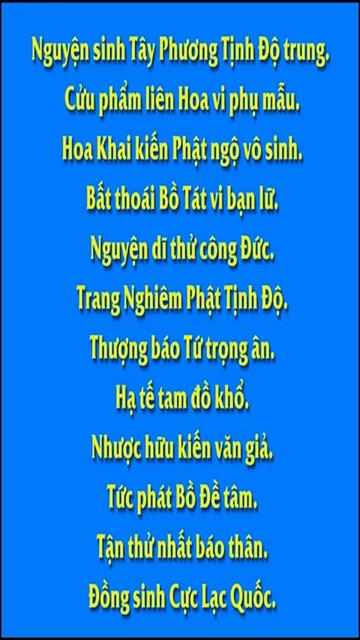 Nguyện sinh Tây Phương Tịnh Độ trung.
Cửu phẩm liên Hoa vi phụ mẫu.
Hoa Khai kiến Phật ngộ vô sinh.
Bất thoái Bồ Tát vi bạn lữ.
Nguyện dĩ thử công Đức.
Trang Nghiêm Phật Tịnh Độ.
Thượng báo Tứ trọng ân.
Hạ tế tam đồ khổ.
Nhược hữu kiến văn giả.
Tức phát Bồ Đề tâm.
Tận thử nhất báo thân.
Đồng sinh Cực Lạc Quốc.